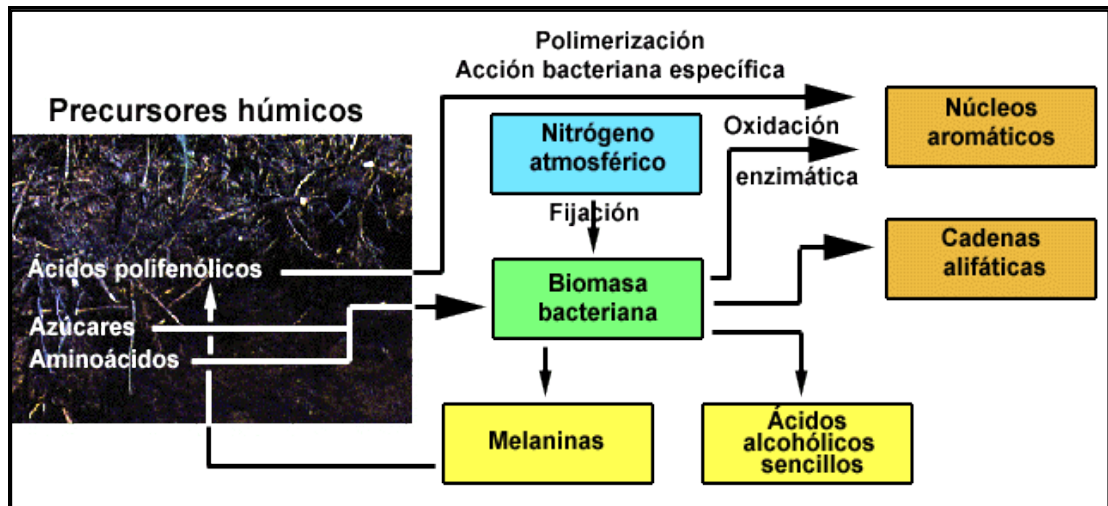 Polimerización
Acción bacteriana específica
Precursores húmicos
Nitrógeno
atmosférico
Oxidación
enzimática
Núcleos
aromáticos
Fijación
Ácidos polifenólicos
Azúcares
Aminoácidos
Biomasa
bacteriana
Cadenas
alifáticas
Melaninas
Ácidos
alcohólicos
sencillos